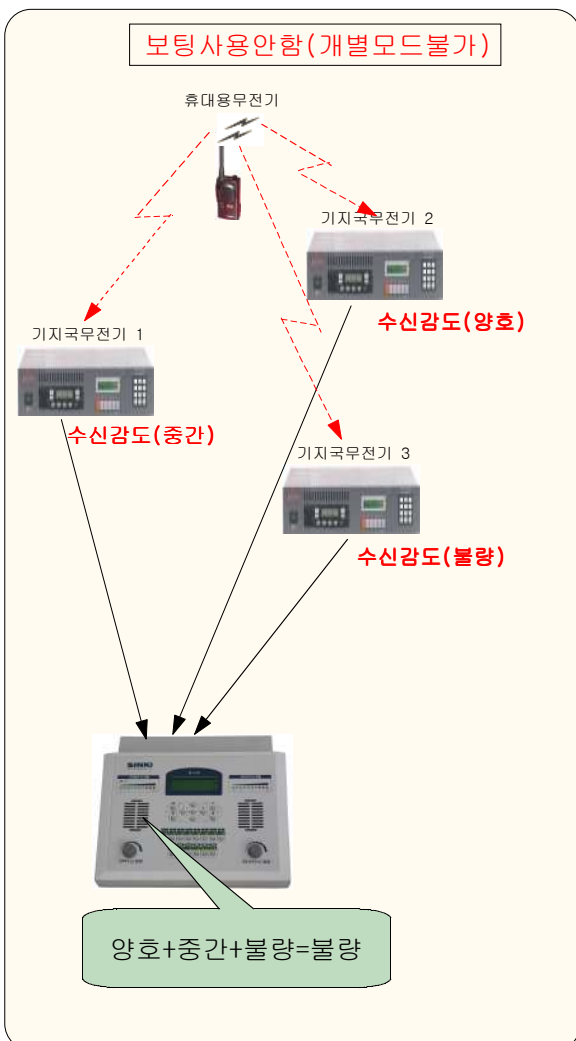 보팅사용안함(개별모드불가)
휴대용무전기
기지국무전기 2
수신감도(양호)
기지국무전기 1
수신감도(중간)
기지국무전기 3
수신감도(불량)
SINKI
양호+중간+불량=불량